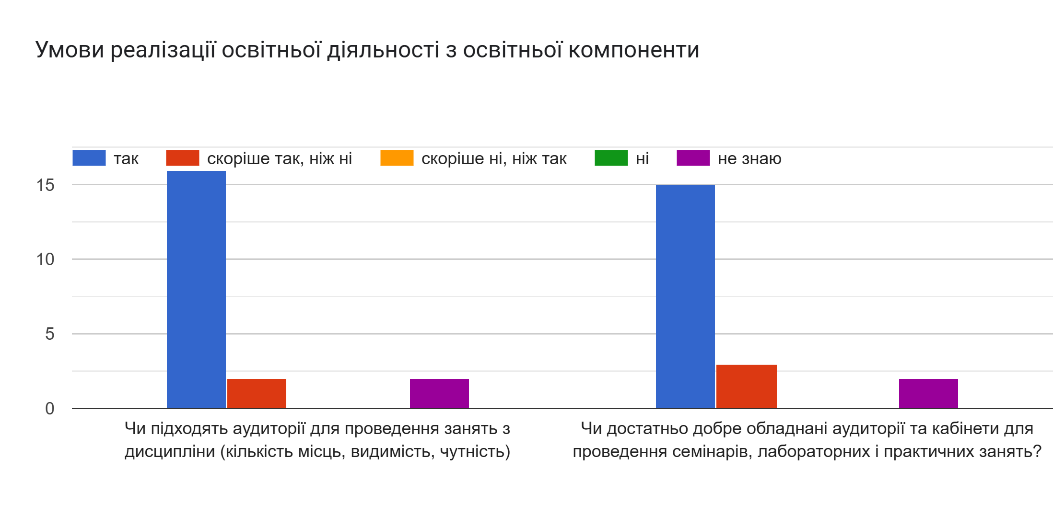 Умови реалізації освітньої діяльності з освітньої компоненти
так скоріше так, ніж ні скоріше ні, ніж так ні не знаю
15
10
5
0
Чи підходять аудиторії для проведення занять з
дисципліни (кількість місць, видимість, чутність)
Чи достатньо добре обладнані аудиторії та кабінети для
проведення семінарів, лабораторних і практичних занять?